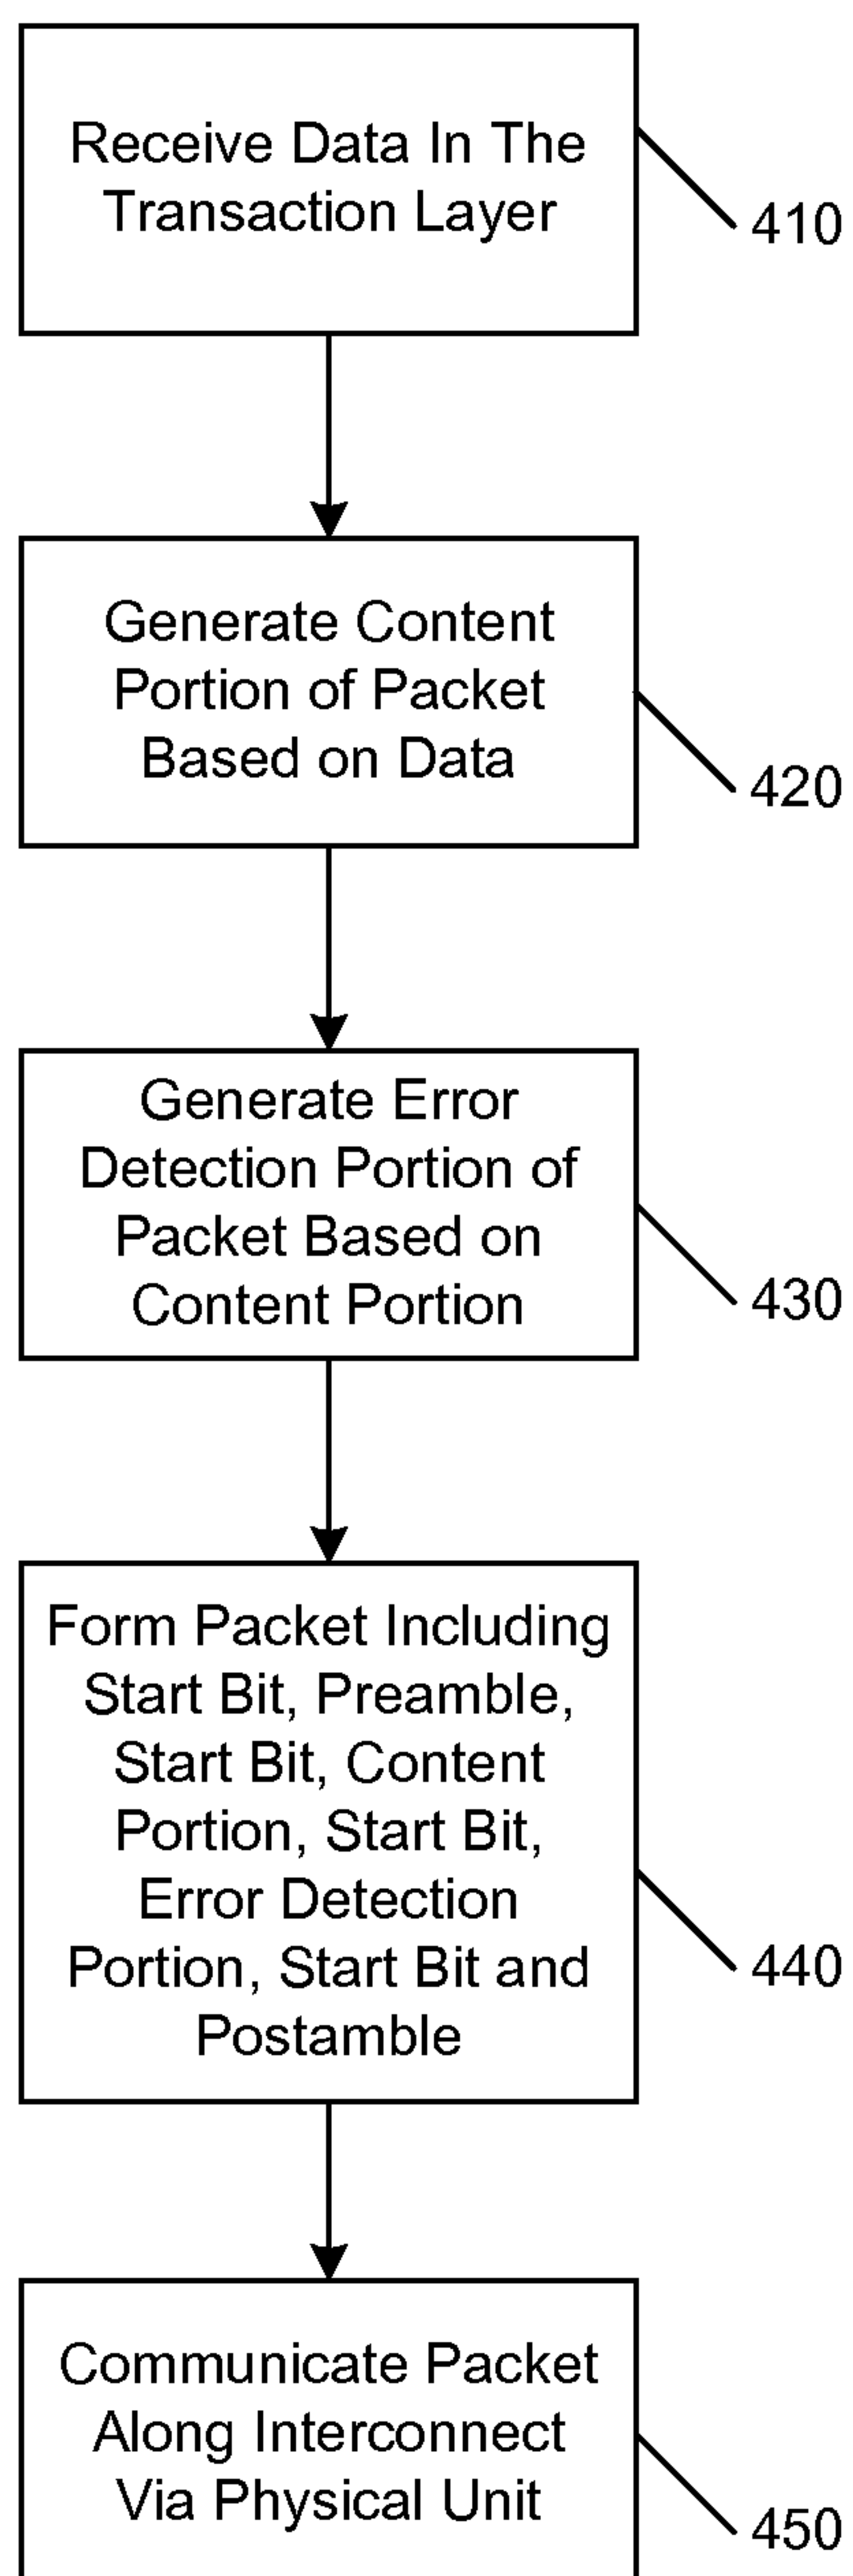 Receive Data In The
Transaction Layer
410
Generate Content
Portion of Packet
Based on Data
420
Generate Error
Detection Portion of
Packet Based on
Content Portion
430
Form Packet Including
Start Bit, Preamble,
Start Bit, Content
Portion, Start Bit,
Error Detection
Portion, Start Bit and
Postamble
440
Communicate Packet
Along Interconnect
Via Physical Unit
450